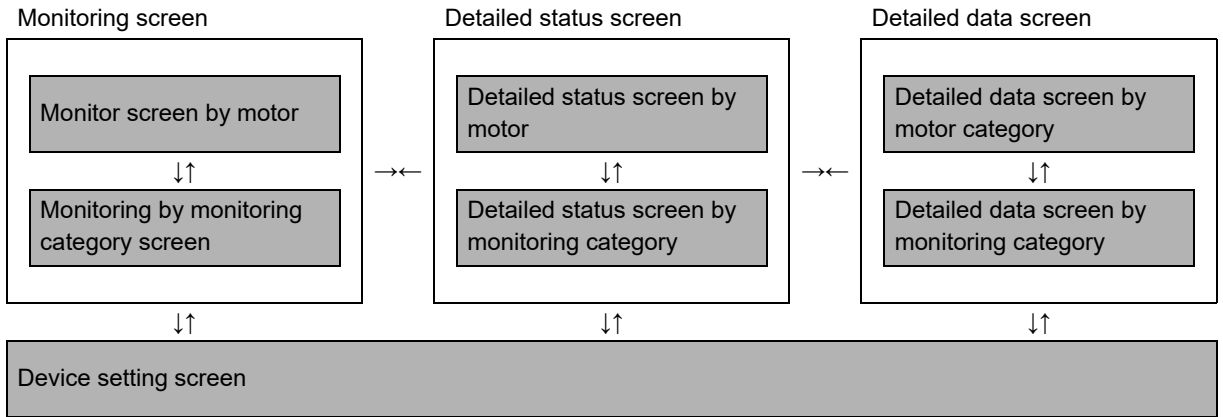 Monitoring screen
Detailed status screen
Detailed data screen
Monitor screen by motor
Detailed status screen by
motor
Detailed data screen by
motor category
↓↑
↓↑
↓↑
→←
→←
Monitoring by monitoring
category screen
Detailed status screen by
monitoring category
Detailed data screen by
monitoring category
↓↑
↓↑
↓↑
Device setting screen